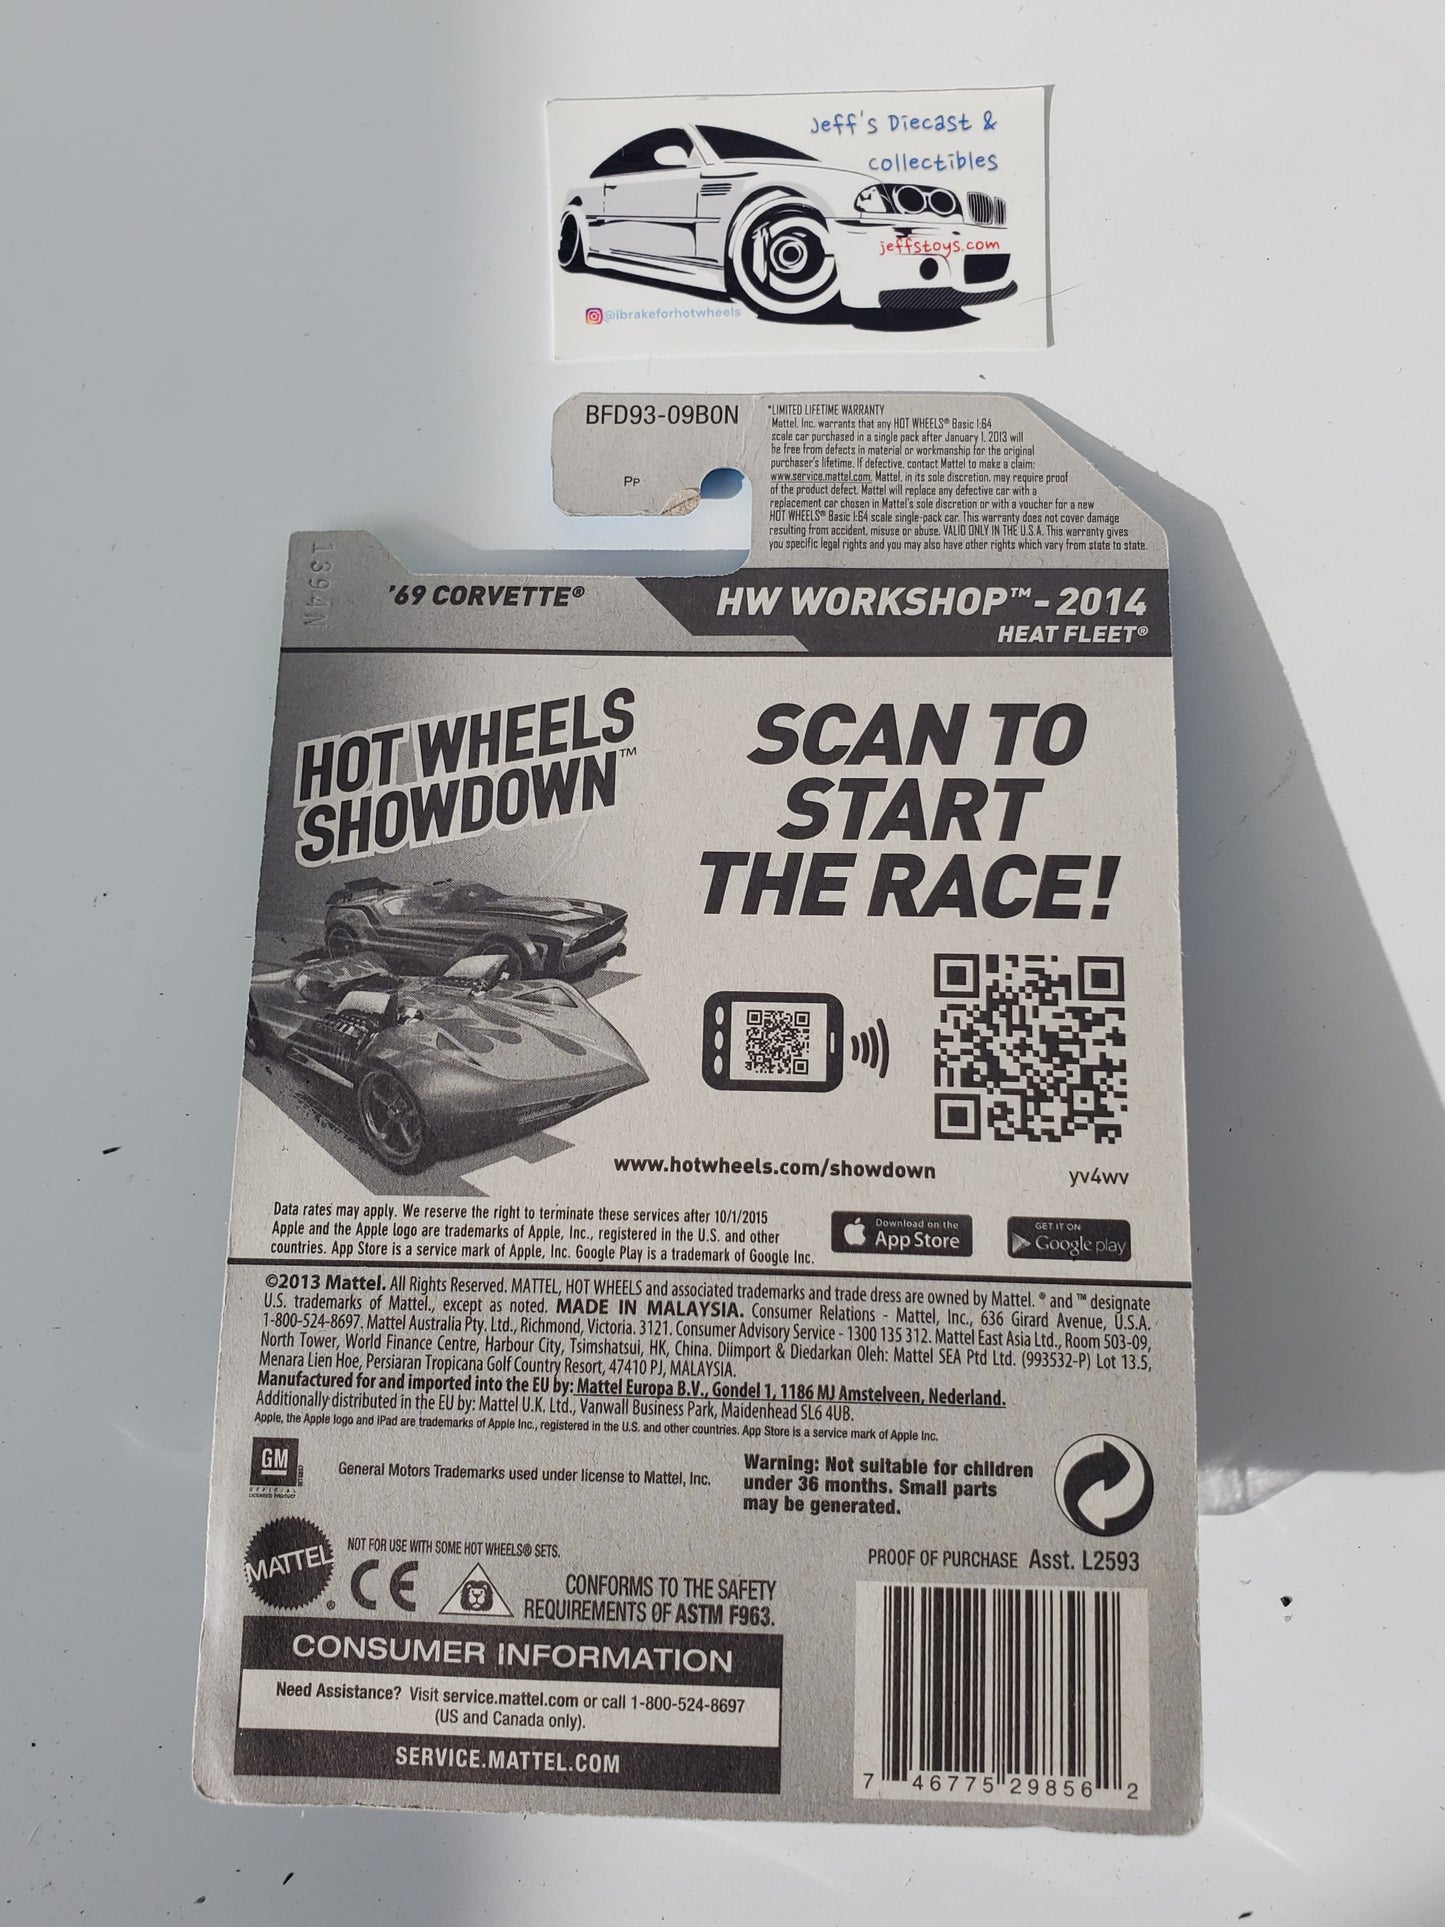 Jeff's Diecast &
collectibles
jeffstoys.com
@ibrakeforhotwheels
BFD93-09B0N
Pp
*LIMITED LIFETIME WARRANTY
Mattel, Inc. warrants that any HOT WHEELS® Basic 1:64
scale car purchased in a single pack after January 1, 2013 will
be free from defects in material or workmanship for the original
purchaser's lifetime. If defective, contact Mattel to make a claim:
www.service.mattel.com. Mattel, in its sole discretion, may require proof
of the product defect. Mattel will replace any defective car with a
replacement car chosen in Mattel's sole discretion or with a voucher for a new
HOT WHEELS® Basic 1:64 scale single-pack car. This warranty does not cover damage
resulting from accident, misuse or abuse. VALID ONLY IN THE U.S.A. This warranty gives
you specific legal rights and you may also have other rights which vary from state to state.
1394N
'69 CORVETTE®
HW WORKSHOP™ - 2014
HEAT FLEET®
HOT WHEELS
SHOWDOWN™
SCAN TO
START
THE RACE!
www.hotwheels.com/showdown
yv4wv
Data rates may apply. We reserve the right to terminate these services after 10/1/2015
Apple and the Apple logo are trademarks of Apple, Inc., registered in the U.S. and other
countries. App Store is a service mark of Apple, Inc. Google Play is a trademark of Google Inc.
Download on the
App Store
GET IT ON
Google play
©2013 Mattel. All Rights Reserved. MATTEL, HOT WHEELS and associated trademarks and trade dress are owned by Mattel. ® and ™ designate
U.S. trademarks of Mattel., except as noted. MADE IN MALAYSIA. Consumer Relations - Mattel, Inc., 636 Girard Avenue, U.S.A.
1-800-524-8697. Mattel Australia Pty. Ltd., Richmond, Victoria. 3121. Consumer Advisory Service - 1300 135 312. Mattel East Asia Ltd., Room 503-09,
North Tower, World Finance Centre, Harbour City, Tsimshatsui, HK, China. Diimport & Diedarkan Oleh: Mattel SEA Ptd Ltd. (993532-P) Lot 13.5,
Menara Lien Hoe, Persiaran Tropicana Golf Country Resort, 47410 PJ, MALAYSIA.
Manufactured for and imported into the EU by: Mattel Europa B.V., Gondel 1, 1186 MJ Amstelveen, Nederland.
Additionally distributed in the EU by: Mattel U.K. Ltd., Vanwall Business Park, Maidenhead SL6 4UB.
Apple, the Apple logo and iPad are trademarks of Apple Inc., registered in the U.S. and other countries. App Store is a service mark of Apple Inc.
GM
OFFICIAL
LICENSED PRODUCT
General Motors Trademarks used under license to Mattel, Inc.
Warning: Not suitable for children
under 36 months. Small parts
may be generated.
MATTEL®
NOT FOR USE WITH SOME HOT WHEELS® SETS.
CE
CONFORMS TO THE SAFETY
REQUIREMENTS OF ASTM F963.
PROOF OF PURCHASE Asst. L2593
CONSUMER INFORMATION
Need Assistance? Visit service.mattel.com or call 1-800-524-8697
(US and Canada only).
SERVICE.MATTEL.COM
7 46775 29856 2